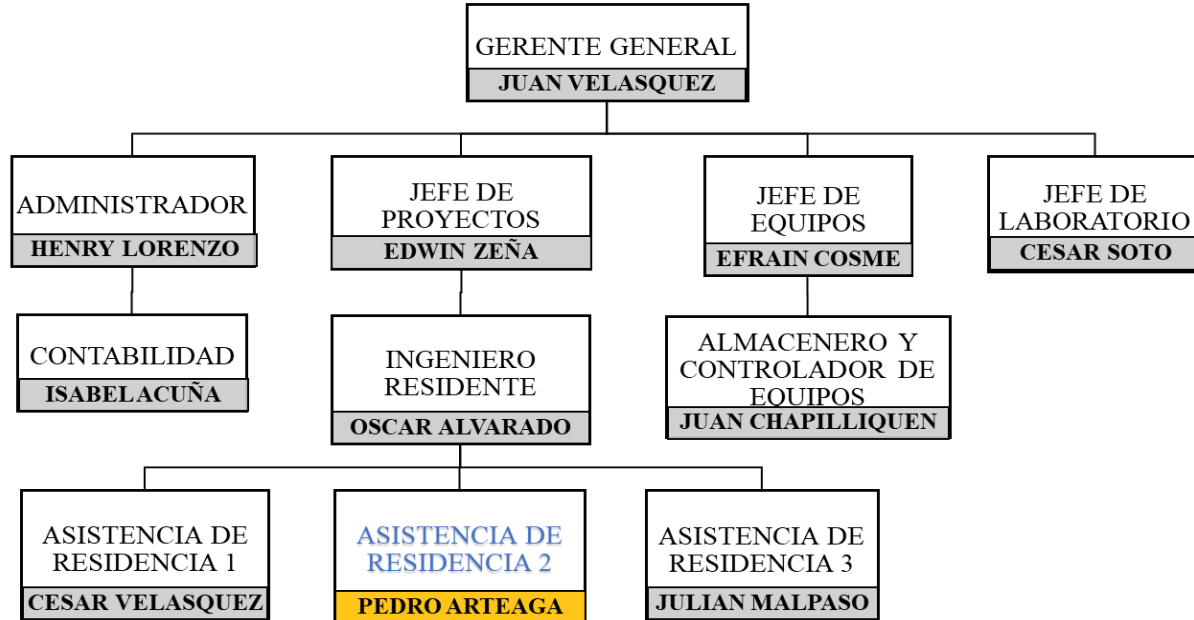 GERENTE GENERAL
JUAN VELASQUEZ
ADMINISTRADOR
HENRY LORENZO
JEFE DE
PROYECTOS
EDWIN ZEÑA
JEFE DE
EQUIPOS
EFRAIN COSME
JEFE DE
LABORATORIO
CESAR SOTO
CONTABILIDAD
ISABELACUÑA
INGENIERO
RESIDENTE
OSCAR ALVARADO
ALMACENERO Y
CONTROLADOR DE
EQUIPOS
JUAN CHAPILLIQUEN
ASISTENCIA DE
RESIDENCIA 1
CESAR VELASQUEZ
ASISTENCIA DE
RESIDENCIA 2
PEDRO ARTEAGA
ASISTENCIA DE
RESIDENCIA 3
JULIAN MALPASO